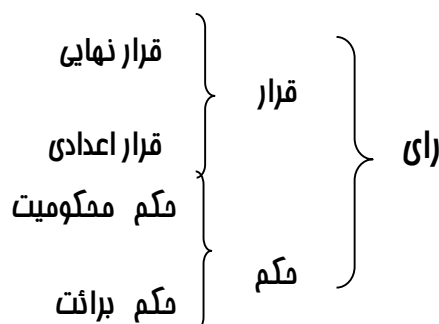 قرار نهایی
قرار
قرار اعدادی
رای
حکم محکومیت
حکم
حکم برائت